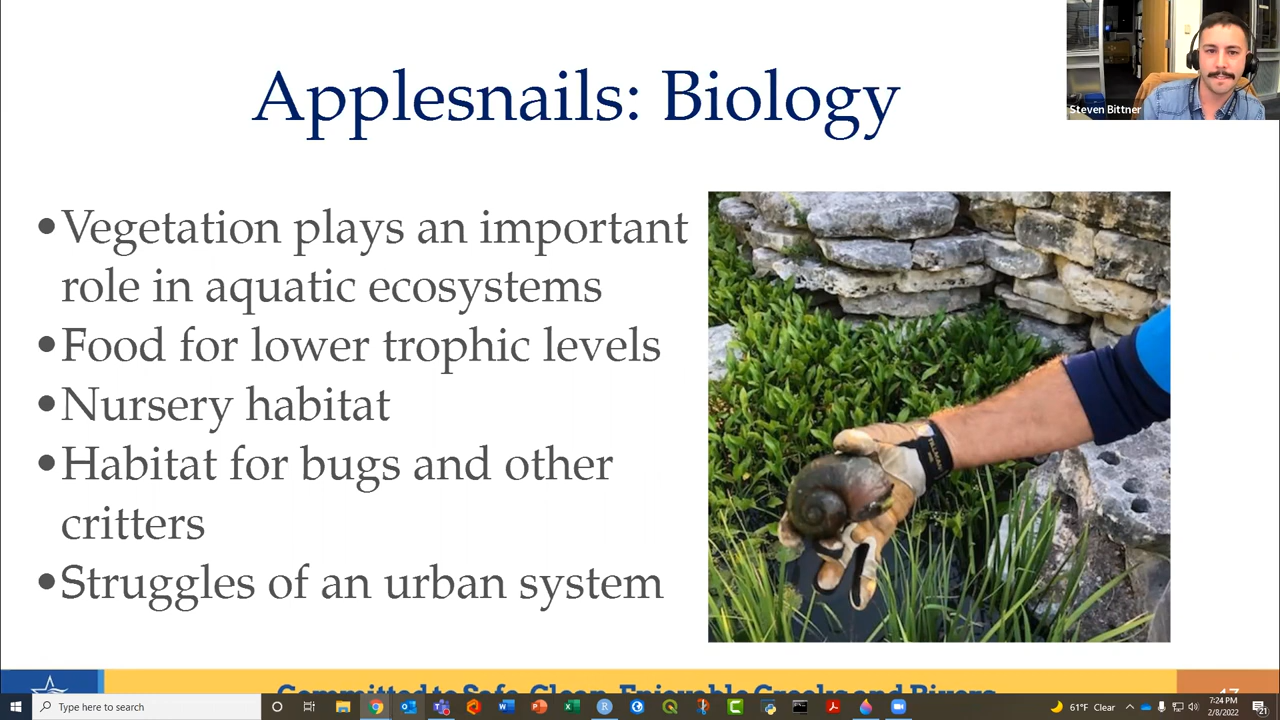 Steven Bittner
Applesnails: Biology
•Vegetation plays an important
role in aquatic ecosystems
•Food for lower trophic levels
•Nursery habitat
•Habitat for bugs and other
critters
•Struggles of an urban system
Committed to Safe, Clean, Enjoyable Creeks and Rivers
17
Type here to search
61°F Clear
7:24 PM
2/8/2022
21